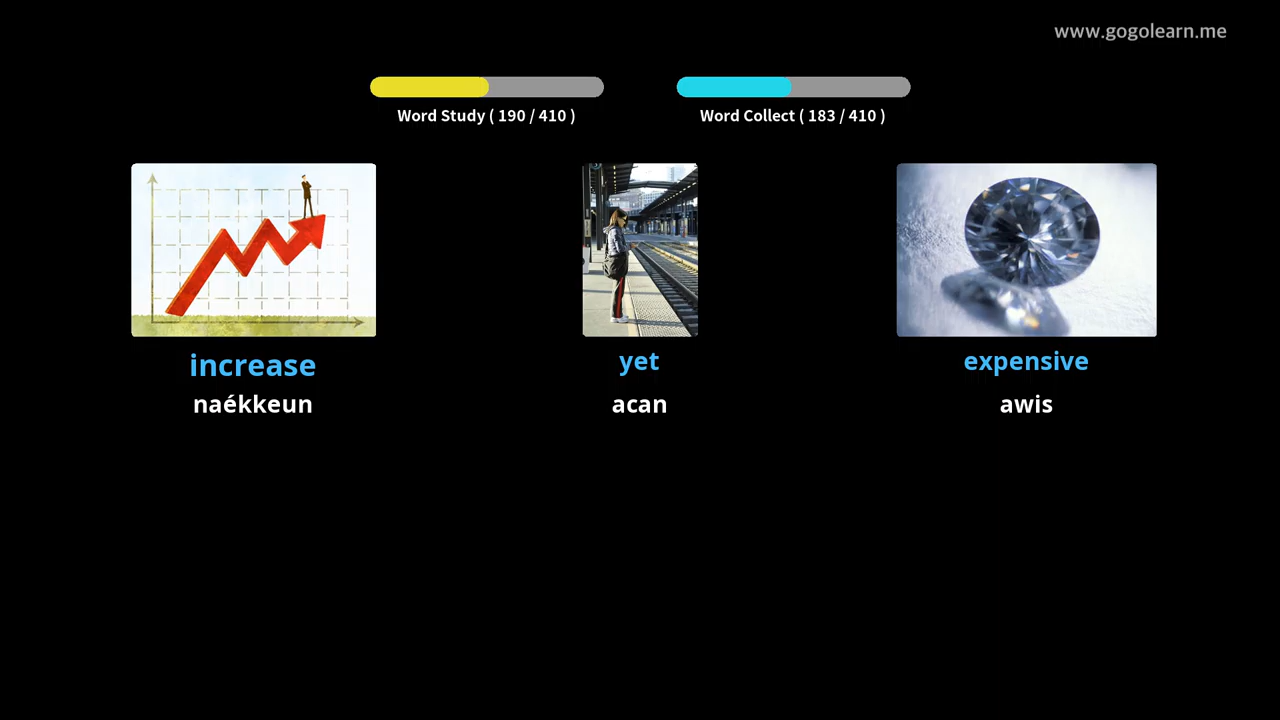 www.gogolearn.me
Word Study ( 190 / 410 )
Word Collect ( 183 / 410 )
increase
naékkeun
yet
acan
expensive
awis